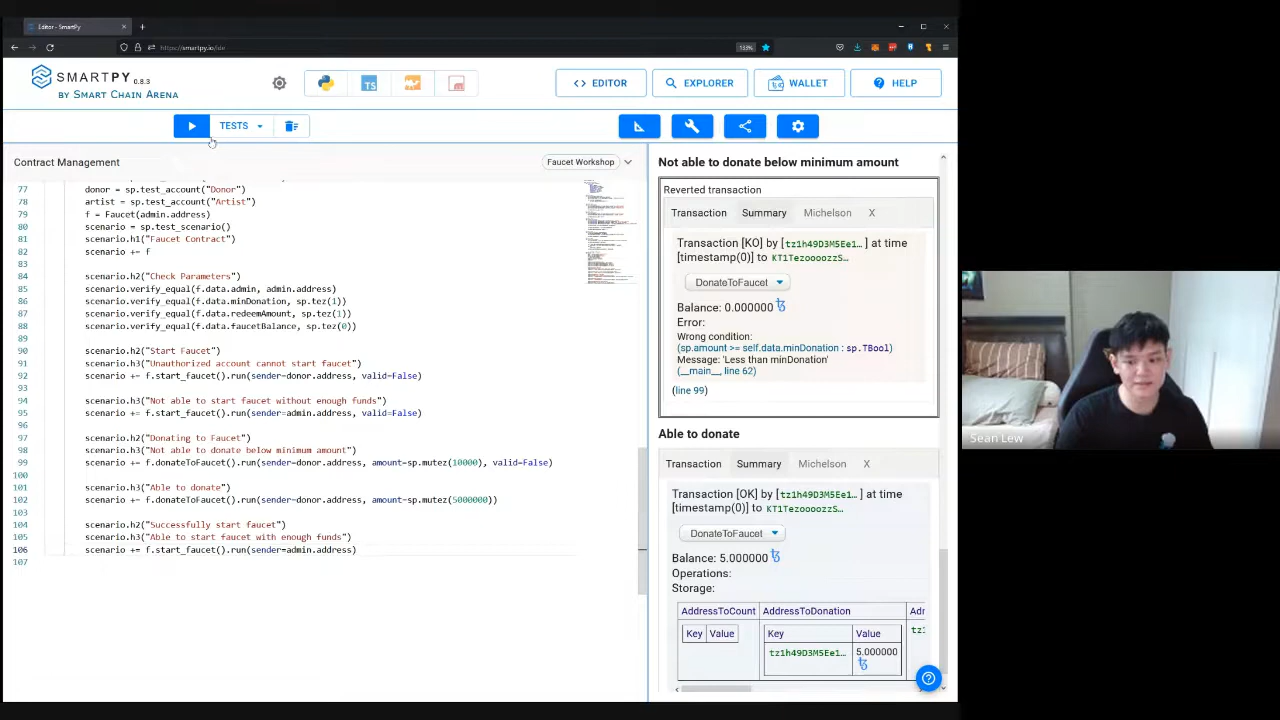 Editor - SmartPy
https://smartpy.io/ide
133%
SMARTPY 0.8.3
BY SMART CHAIN ARENA
TS
EDITOR
EXPLORER
WALLET
HELP
TESTS
Contract Management
Faucet Workshop
77 donor = sp.test_account("Donor")
78 artist = sp.test_account("Artist")
79 f = Faucet(admin.address)
80 scenario = sp.test_scenario()
81 scenario.h1("Faucet Contract")
82 scenario += f
83
84 scenario.h2("Check Parameters")
85 scenario.verify_equal(f.data.admin, admin.address)
86 scenario.verify_equal(f.data.minDonation, sp.tez(1))
87 scenario.verify_equal(f.data.redeemAmount, sp.tez(1))
88 scenario.verify_equal(f.data.faucetBalance, sp.tez(0))
89
90 scenario.h2("Start Faucet")
91 scenario.h3("Unauthorized account cannot start faucet")
92 scenario += f.start_faucet().run(sender=donor.address, valid=False)
93
94 scenario.h3("Not able to start faucet without enough funds")
95 scenario += f.start_faucet().run(sender=admin.address, valid=False)
96
97 scenario.h2("Donating to Faucet")
98 scenario.h3("Not able to donate below minimum amount")
99 scenario += f.donateToFaucet().run(sender=donor.address, amount=sp.mutez(10000), valid=False)
100
101 scenario.h3("Able to donate")
102 scenario += f.donateToFaucet().run(sender=donor.address, amount=sp.mutez(5000000))
103
104 scenario.h2("Successfully start faucet")
105 scenario.h3("Able to start faucet with enough funds")
106 scenario += f.start_faucet().run(sender=admin.address)
107
Not able to donate below minimum amount
Reverted transaction
Transaction Summary Michelson X
Transaction [KO] by [tz1h49D3M5Ee1…] at time
[timestamp(0)] to KT1TezoooozzS…
DonateToFaucet
Balance: 0.000000 ꜩ
Error:
Wrong condition:
(sp.amount >= self.data.minDonation : sp.TBool)
Message: 'Less than minDonation'
(__main__, line 62)
(line 99)
Able to donate
Transaction Summary Michelson X
Transaction [OK] by [tz1h49D3M5Ee1…] at time
[timestamp(0)] to KT1TezoooozzS…
DonateToFaucet
Balance: 5.000000 ꜩ
Operations:
Storage:
AddressToCount AddressToDonation
Key Value Key Value
tz1h49D3M5Ee1… 5.000000
ꜩ
Sean Lew